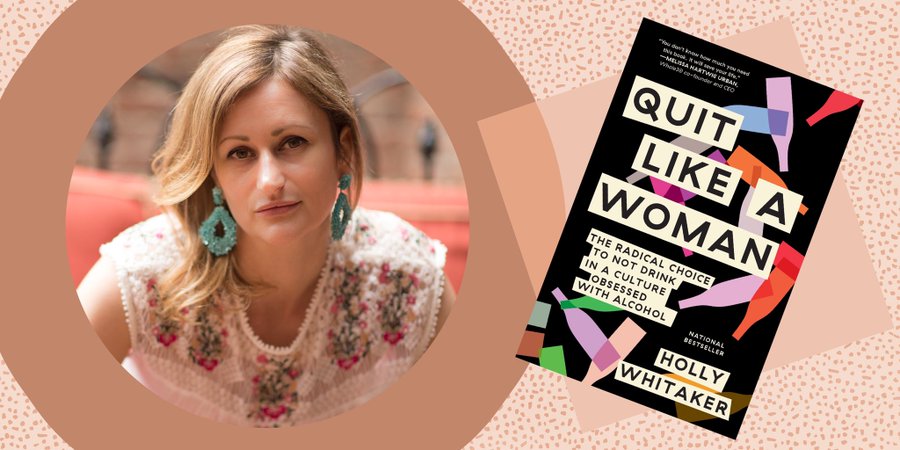 "You don't know how much you need
this book. It will save your life."
—MELISSA HARTWIG URBAN,
Whole30 co-founder and CEO
QUIT
LIKE A
WOMAN
THE RADICAL CHOICE
TO NOT DRINK
IN A CULTURE
OBSESSED
WITH ALCOHOL
NATIONAL
BESTSELLER
HOLLY
WHITAKER